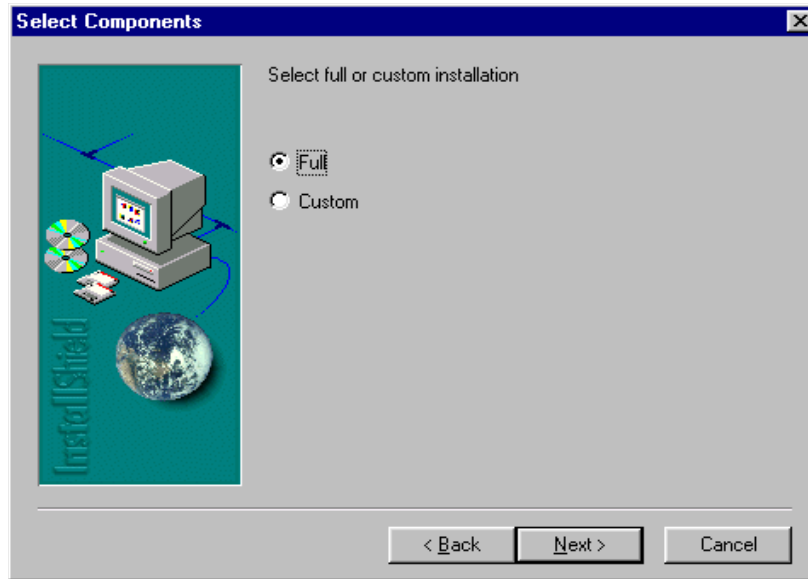 Select Components
Select full or custom installation
Full
Custom
InstallShield
< Back
Next >
Cancel